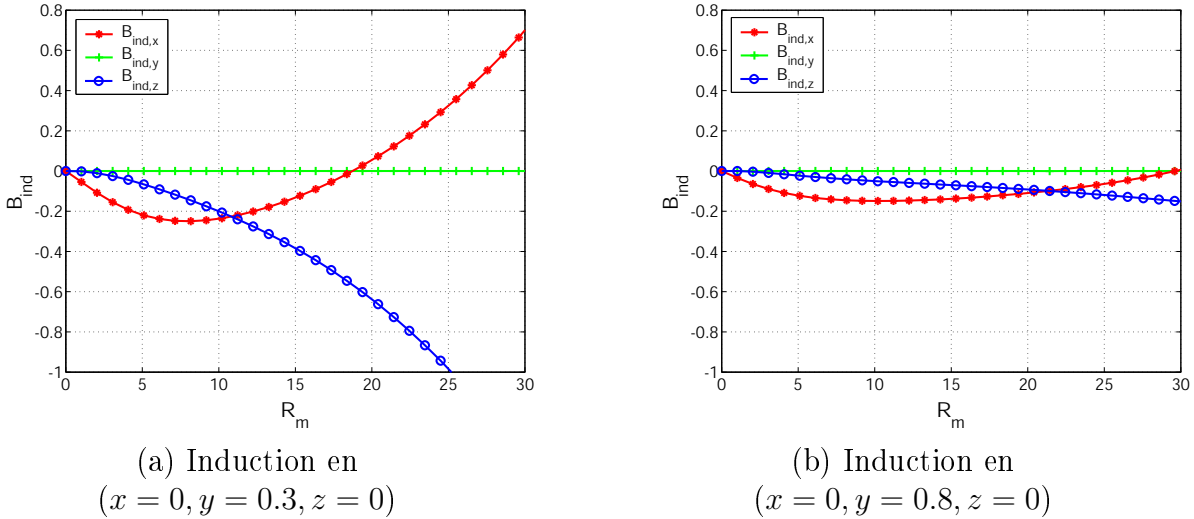 0.8
0.6
0.4
0.2
0
-0.2
-0.4
-0.6
-0.8
-1
B_ind
B_ind,x
B_ind,y
B_ind,z
0 5 10 15 20 25 30
R_m
(a) Induction en
(x = 0, y = 0.3, z = 0)
0.8
0.6
0.4
0.2
0
-0.2
-0.4
-0.6
-0.8
-1
B_ind
B_ind,x
B_ind,y
B_ind,z
0 5 10 15 20 25 30
R_m
(b) Induction en
(x = 0, y = 0.8, z = 0)